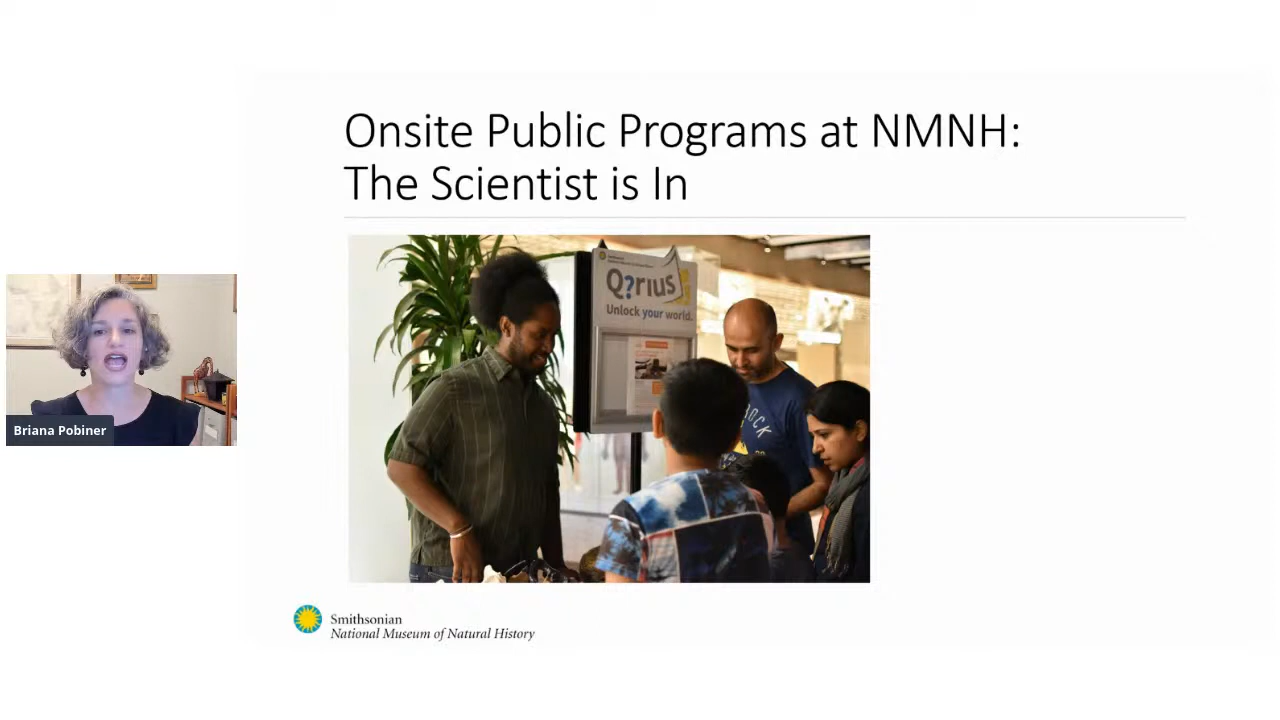 Onsite Public Programs at NMNH:
The Scientist is In
Q?rius
Unlock your world.
Briana Pobiner
Smithsonian
National Museum of Natural History